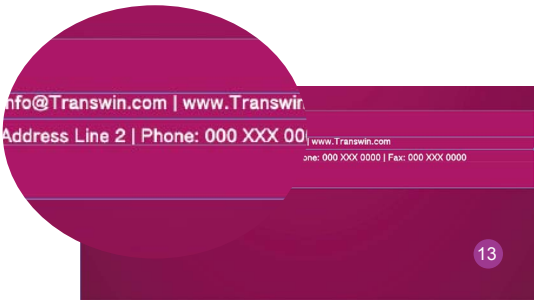 nfo@Transwin.com | www.Transwin
Address Line 2 | Phone: 000 XXX 00
| www.Transwin.com
one: 000 XXX 0000 | Fax: 000 XXX 0000
13